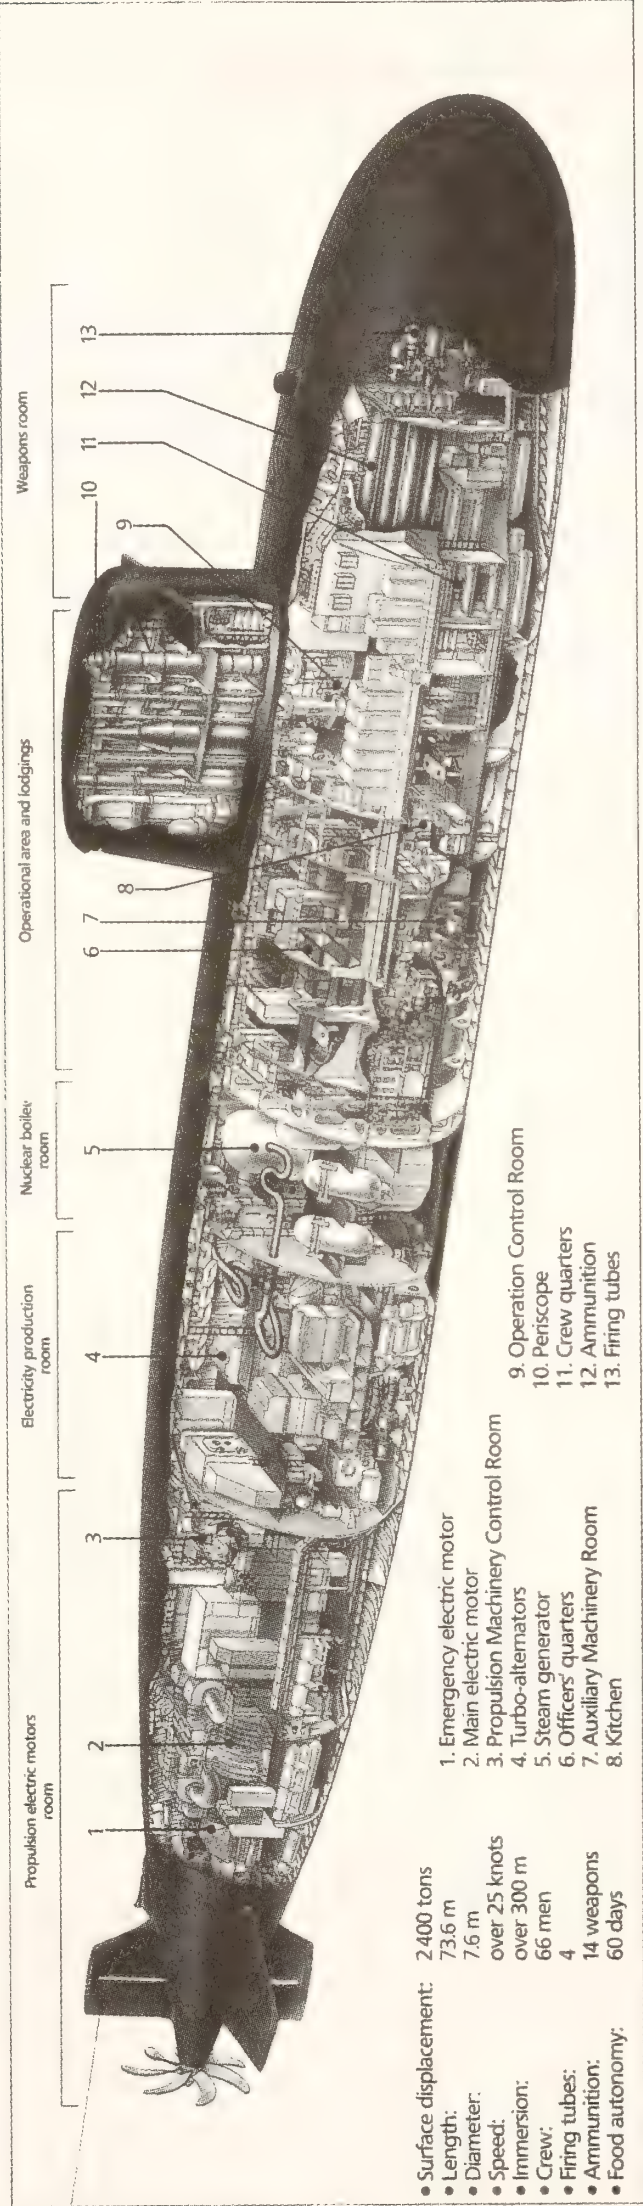 Propulsion electric motors
room
Electricity production
room
Nuclear boiler
room
Operational area and lodgings
Weapons room
1
2
3
4
5
6
7
8
9
10
11
12
13
• Surface displacement: 2400 tons
• Length: 73.6 m
• Diameter: 7.6 m
• Speed: over 25 knots
• Immersion: over 300 m
• Crew: 66 men
• Firing tubes: 4
• Ammunition: 14 weapons
• Food autonomy: 60 days
1. Emergency electric motor
2. Main electric motor
3. Propulsion Machinery Control Room
4. Turbo-alternators
5. Steam generator
6. Officers' quarters
7. Auxiliary Machinery Room
8. Kitchen
9. Operation Control Room
10. Periscope
11. Crew quarters
12. Ammunition
13. Firing tubes